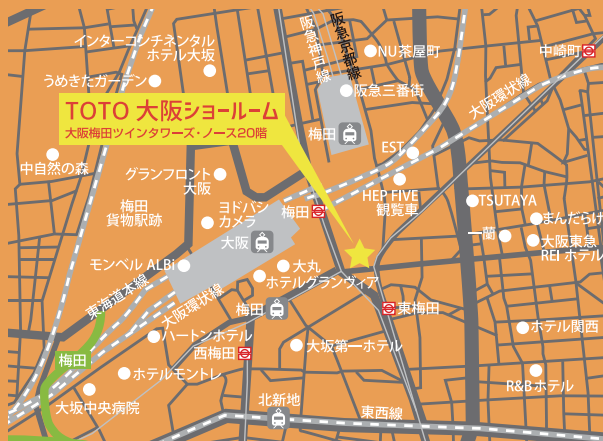 インターコンチネンタル
ホテル大坂
うめきたガーデン
阪急神戸線
阪急京都線
NU茶屋町
中崎町
阪急三番街
大阪環状線
TOTO 大阪ショールーム
大阪梅田ツインタワーズ・ノース20階
梅田
EST
中自然の森
グランフロント
大阪
HEP FIVE
観覧車
梅田
貨物駅跡
ヨドバシ
カメラ
梅田
TSUTAYA
まんだらけ
一蘭
大阪東急
REI ホテル
大阪
モンベル ALBi
大丸
ホテルグランヴィア
東海道本線
大阪環状線
梅田
東梅田
ハートンホテル
西梅田
大坂第一ホテル
ホテル関西
梅田
ホテルモントレ
R&Bホテル
大坂中央病院
北新地
東西線